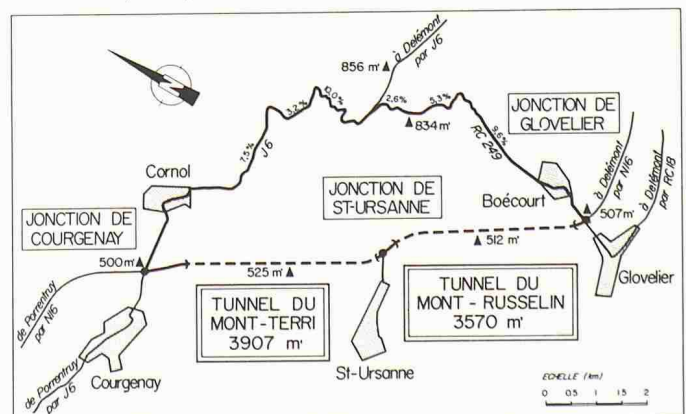 à Delémont
par J6
856 m
3,2%
10,0%
2,6%
5,3%
834 m
JONCTION DE
GLOVELIER
7,5%
J6
9,6%
RC 249
Cornol
JONCTION DE
ST-URSANNE
Boécourt
à Delémont
par N16
à Delémont
par RC18
507 m
JONCTION DE
COURGENAY
500 m
525 m
512 m
Glovelier
de Porrentruy
par N16
TUNNEL DU
MONT-TERRI
3907 m
TUNNEL DU
MONT - RUSSELIN
3570 m
de Porrentruy
par J6
Courgenay
St-Ursanne
ECHELLE (km)
0 0,5 1 1,5 2